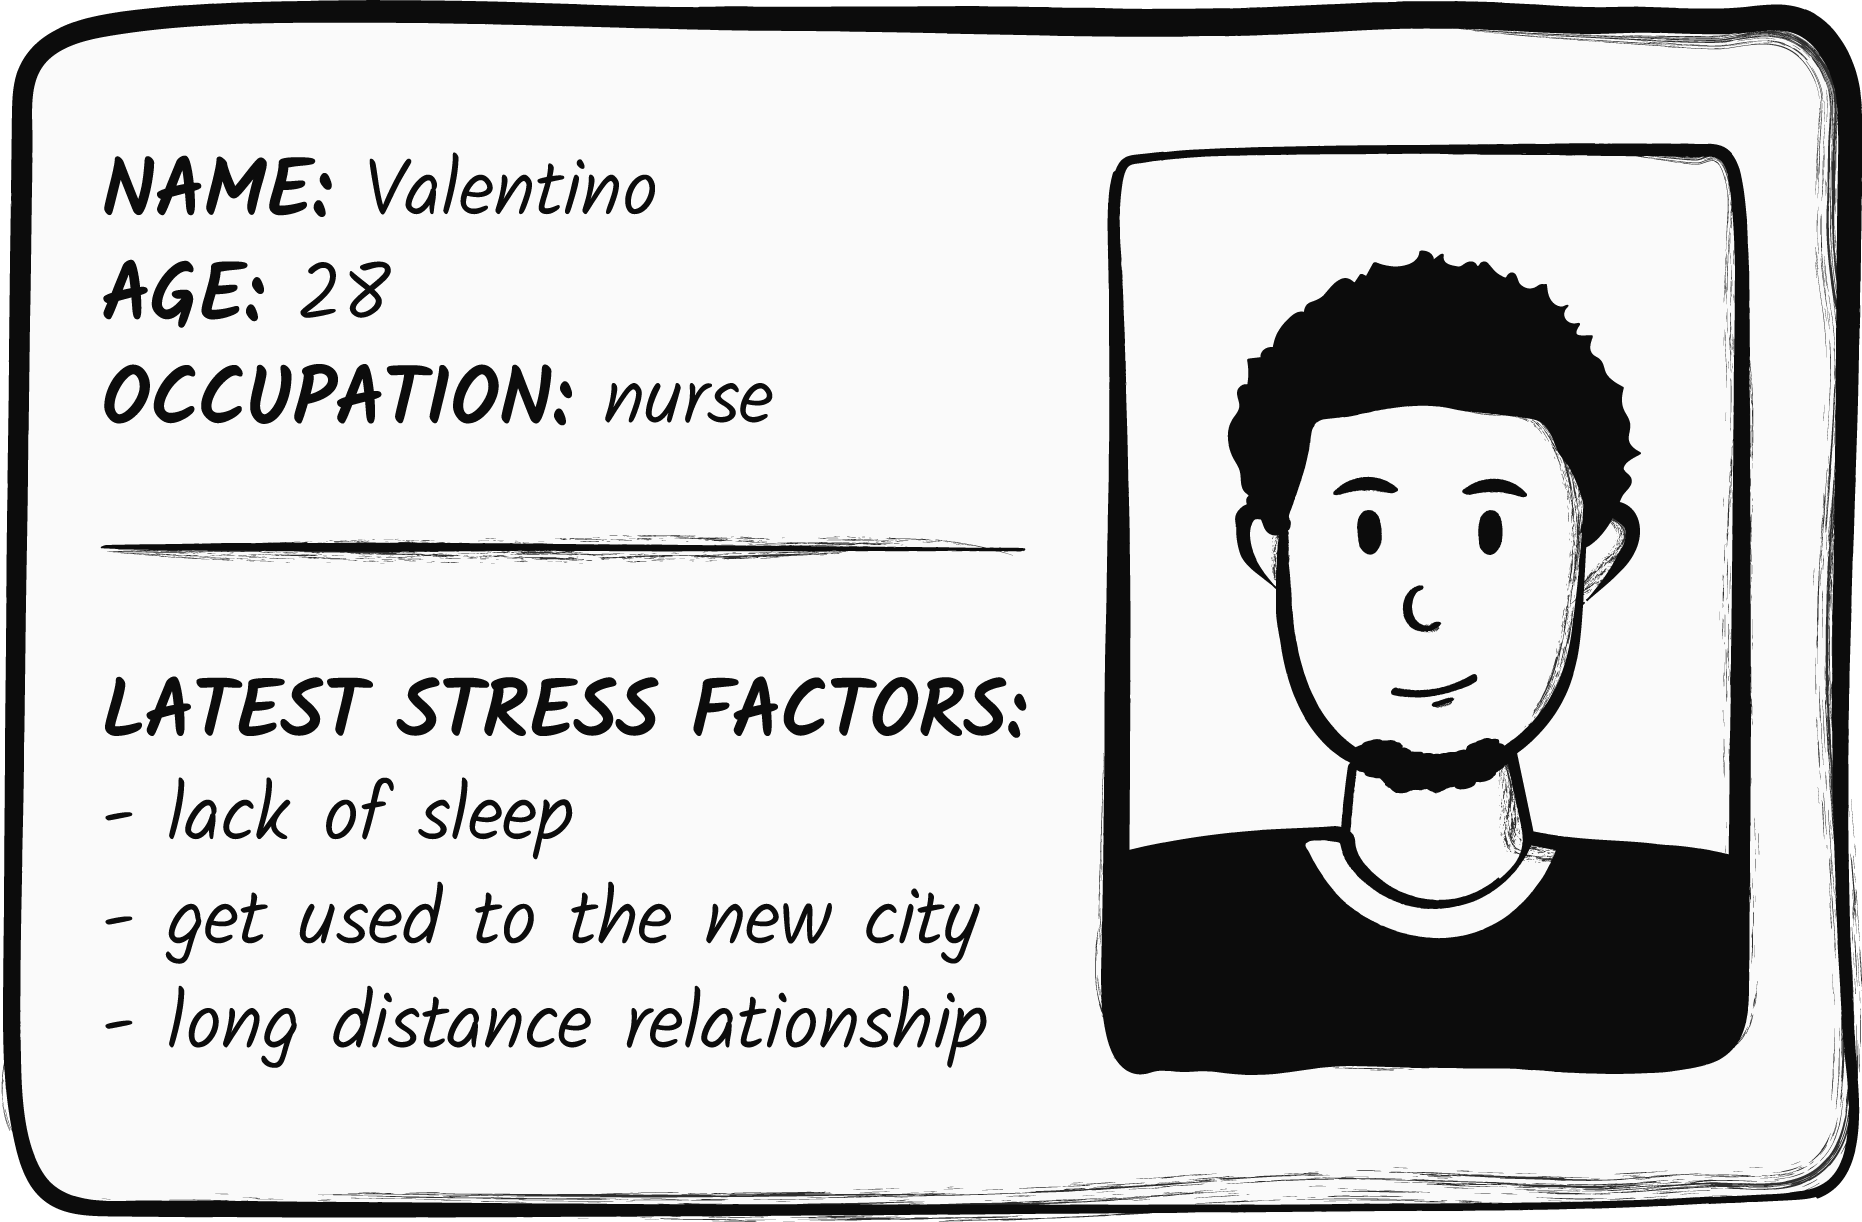 NAME: Valentino
AGE: 28
OCCUPATION: nurse
LATEST STRESS FACTORS:
- lack of sleep
- get used to the new city
- long distance relationship